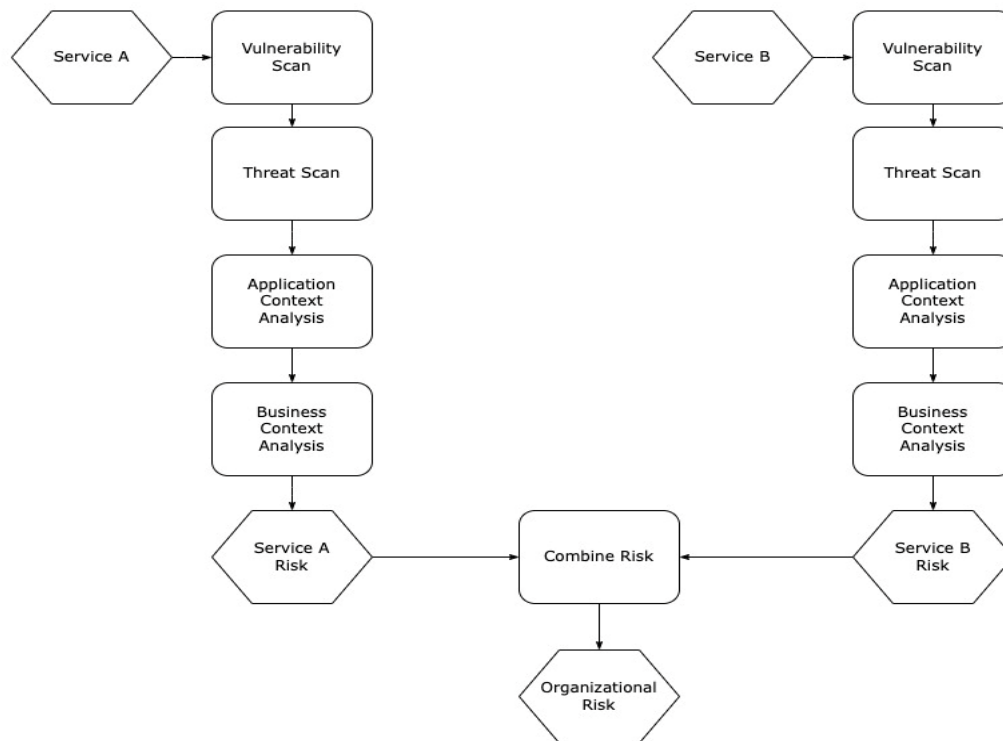 Service A
Vulnerability
Scan
Threat Scan
Application
Context
Analysis
Business
Context
Analysis
Service A
Risk
Service B
Vulnerability
Scan
Threat Scan
Application
Context
Analysis
Business
Context
Analysis
Service B
Risk
Combine Risk
Organizational
Risk